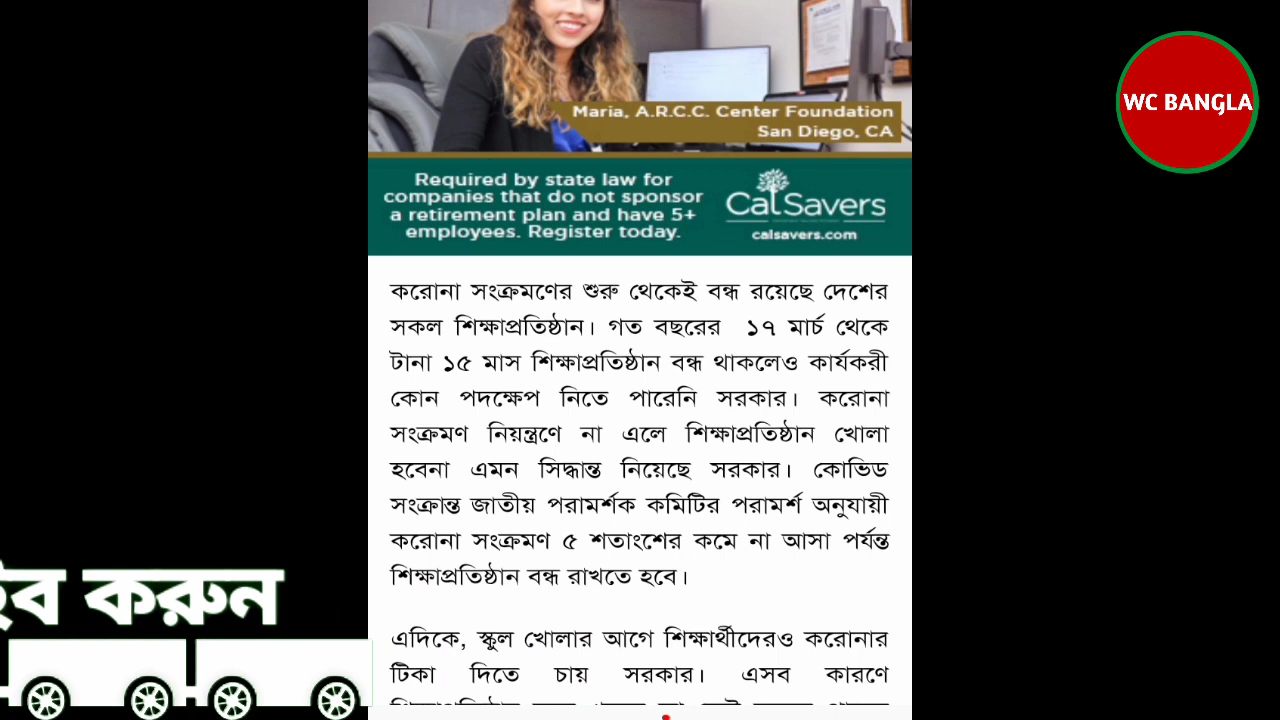 Maria, A.R.C.C. Center Foundation
San Diego, CA
Required by state law for
companies that do not sponsor
a retirement plan and have 5+
employees. Register today.
CalSavers
calsavers.com
WC BANGLA
করোনা সংক্রমণের শুরু থেকেই বন্ধ রয়েছে দেশের
সকল শিক্ষাপ্রতিষ্ঠান। গত বছরের ১৭ মার্চ থেকে
টানা ১৫ মাস শিক্ষাপ্রতিষ্ঠান বন্ধ থাকলেও কার্যকরী
কোন পদক্ষেপ নিতে পারেনি সরকার। করোনা
সংক্রমণ নিয়ন্ত্রণে না এলে শিক্ষাপ্রতিষ্ঠান খোলা
হবেনা এমন সিদ্ধান্ত নিয়েছে সরকার। কোভিড
সংক্রান্ত জাতীয় পরামর্শক কমিটির পরামর্শ অনুযায়ী
করোনা সংক্রমণ ৫ শতাংশের কমে না আসা পর্যন্ত
শিক্ষাপ্রতিষ্ঠান বন্ধ রাখতে হবে।
এদিকে, স্কুল খোলার আগে শিক্ষার্থীদেরও করোনার
টিকা দিতে চায় সরকার। এসব কারণে
করুন